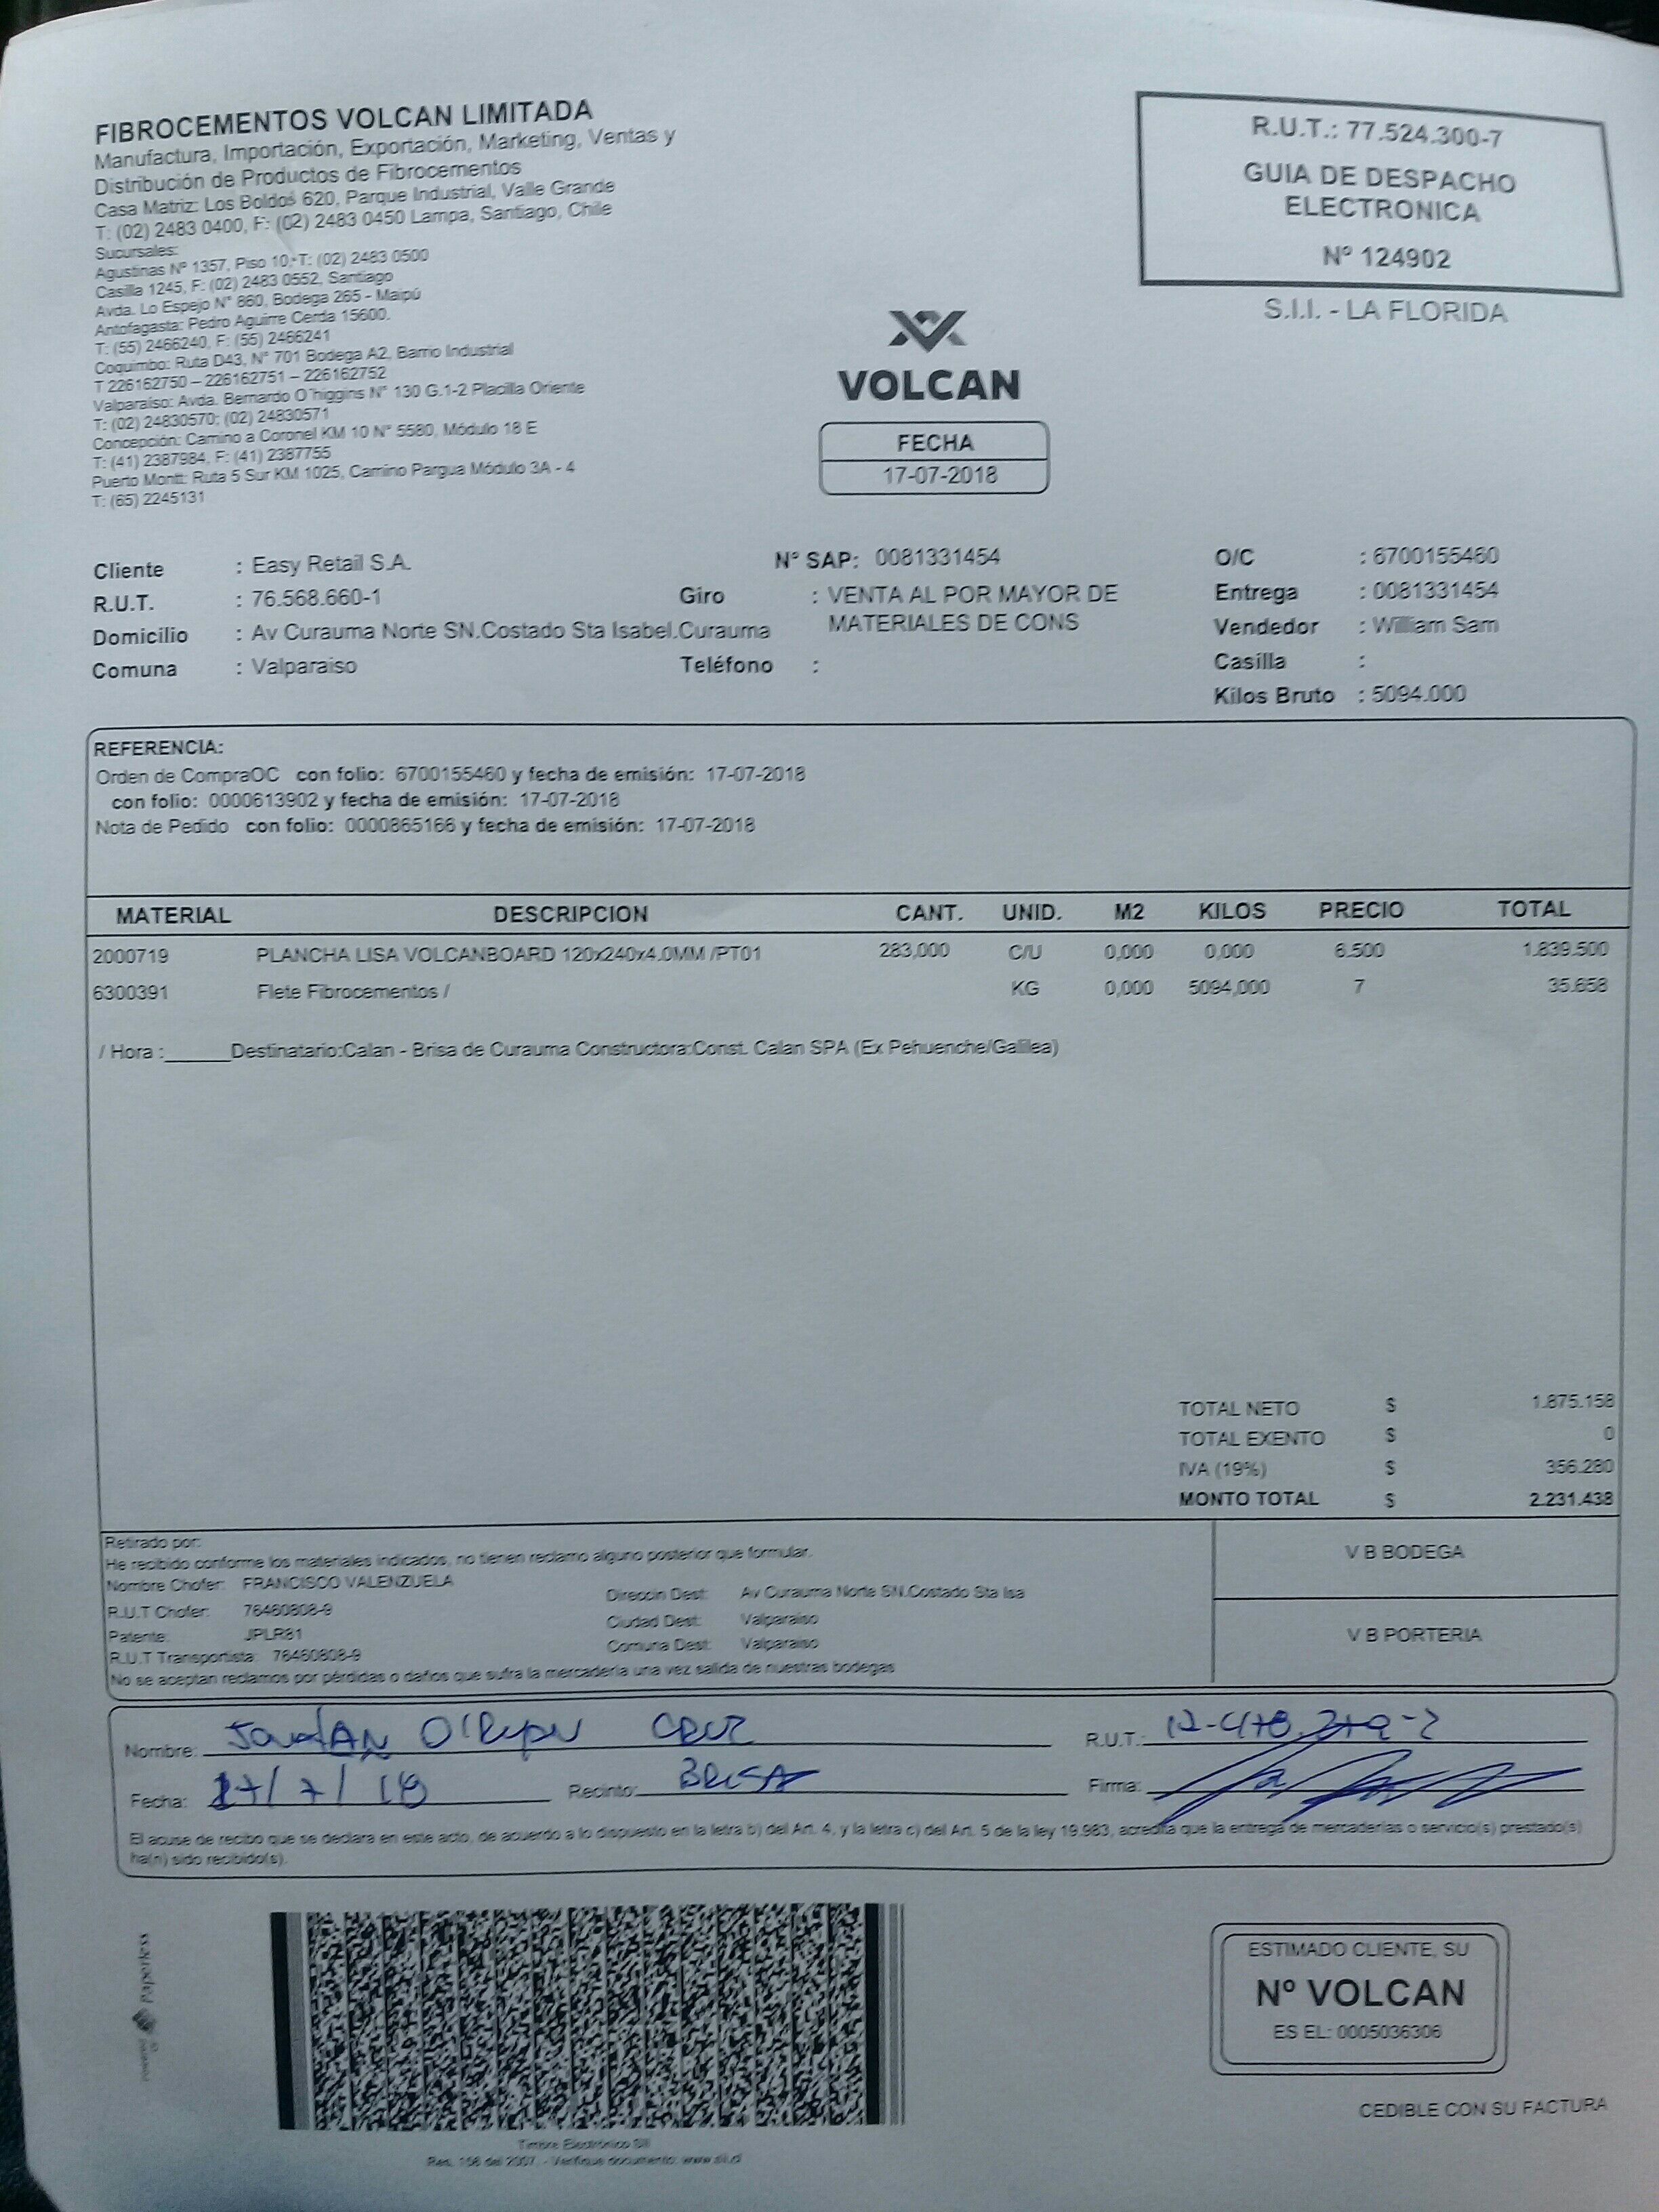 FIBROCEMENTOS VOLCAN LIMITADA
Manufactura, Importación, Exportación, Marketing, Ventas y
Distribución de Productos de Fibrocementos
Casa Matriz: Los Boldos 620, Parque Industrial, Valle Grande
T: (02) 2483 0400, F: (02) 2483 0450 Lampa, Santiago, Chile
Sucursales:
Agustinas Nº 1357, Piso 10, T: (02) 2483 0500
Casilla 1245, F: (02) 2483 0552, Santiago
Avda. Lo Espejo N° 860, Bodega 265 - Maipú
Antofagasta: Pedro Aguirre Cerda 15600.
T: (55) 2466240, F: (55) 2466241
Coquimbo: Ruta D43, N° 701 Bodega A2, Barrio Industrial
T 226162750 – 226162751 – 226162752
Valparaíso: Avda. Bernardo O´higgins N° 130 G.1-2 Placilla Oriente
T: (02) 24830570; (02) 24830571
Concepción: Camino a Coronel KM 10 N° 5580, Módulo 18 E
T: (41) 2387984, F: (41) 2387755
Puerto Montt: Ruta 5 Sur KM 1025, Camino Pargua Módulo 3A - 4
T: (65) 2245131
R.U.T.: 77.524.300-7
GUIA DE DESPACHO
ELECTRONICA
Nº 124902
S.I.I. - LA FLORIDA
VOLCAN
FECHA
17-07-2018
Cliente : Easy Retail S.A. N° SAP: 0081331454 O/C : 6700155460
R.U.T. : 76.568.660-1 Giro : VENTA AL POR MAYOR DE Entrega : 0081331454
Domicilio : Av Curauma Norte SN.Costado Sta Isabel.Curauma MATERIALES DE CONS Vendedor : William Sam
Comuna : Valparaiso Teléfono : Casilla :
Kilos Bruto : 5094.000
REFERENCIA:
Orden de CompraOC con folio: 6700155460 y fecha de emisión: 17-07-2018
con folio: 0000613902 y fecha de emisión: 17-07-2018
Nota de Pedido con folio: 0000865166 y fecha de emisión: 17-07-2018
MATERIAL DESCRIPCION CANT. UNID. M2 KILOS PRECIO TOTAL
2000719 PLANCHA LISA VOLCANBOARD 120x240x4.0MM /PT01 283,000 C/U 0,000 0,000 6.500 1.839.500
6300391 Flete Fibrocementos / KG 0,000 5094,000 7 35.658
/ Hora :______Destinatario:Calan - Brisa de Curauma Constructora:Const. Calan SPA (Ex Pehuenche/Galilea)
TOTAL NETO $ 1.875.158
TOTAL EXENTO $ 0
IVA (19%) $ 356.280
MONTO TOTAL $ 2.231.438
Retirado por:
He recibido conforme los materiales indicados, no tienen reclamo alguno posterior que formular.
Nombre Chofer: FRANCISCO VALENZUELA Direccin Dest: Av Curauma Norte SN.Costado Sta Isa
R.U.T Chofer: 76460808-9 Ciudad Dest: Valparaiso
Patente: JPLR81 Comuna Dest: Valparaiso
R.U.T Transportista: 76460808-9
No se aceptan reclamos por pérdidas o daños que sufra la mercadería una vez salida de nuestras bodegas
V B BODEGA
V B PORTERIA
Nombre: CRUZ R.U.T.:
Fecha: 17/7/18 Recinto: BRISA Firma:
El acuse de recibo que se declara en este acto, de acuerdo a lo dispuesto en la letra b) del Art. 4, y la letra c) del Art. 5 de la ley 19.983, acredita que la entrega de mercaderías o servicio(s) prestado(s)
ha(n) sido recibido(s).
Paperless
Timbre Electrónico SII
Res. 106 del 2007 - Verifique documento: www.sii.cl
ESTIMADO CLIENTE, SU
Nº VOLCAN
ES EL: 0005036306
CEDIBLE CON SU FACTURA